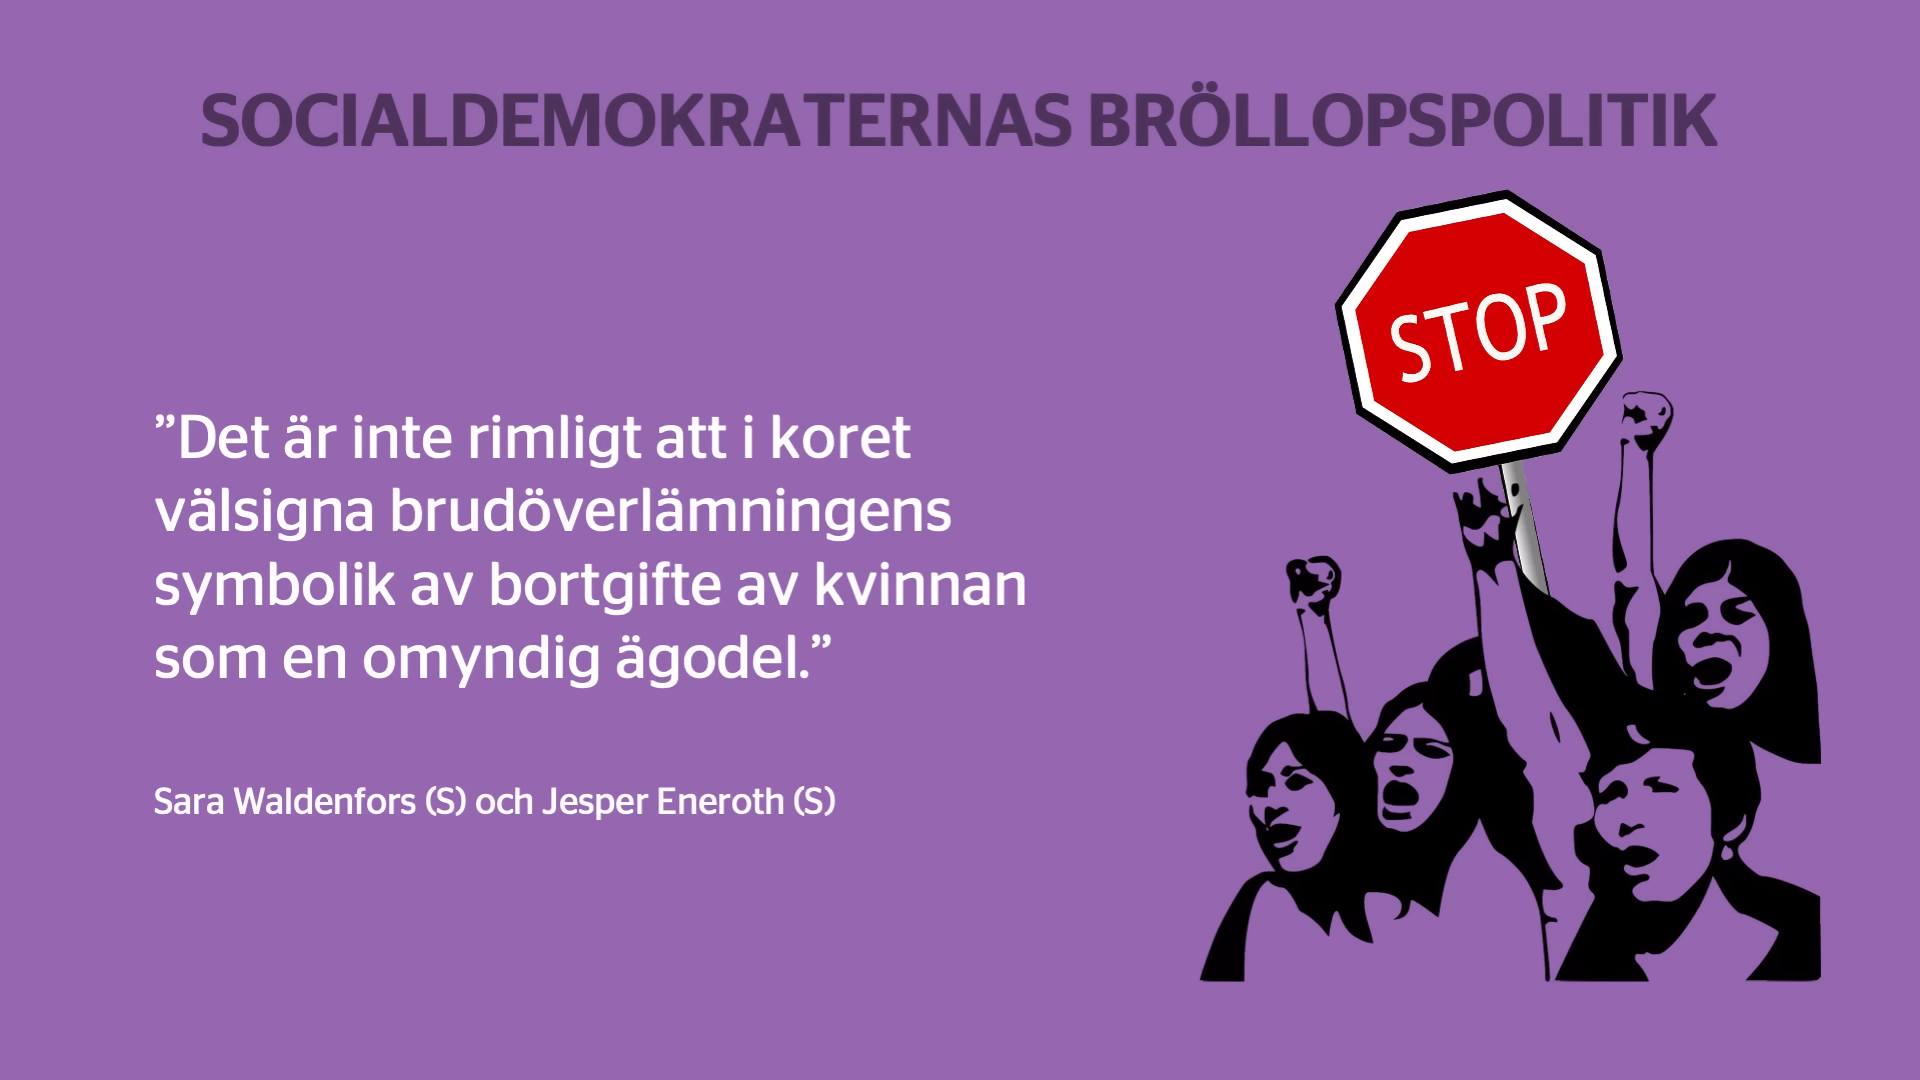 SOCIALDEMOKRATERNAS BRÖLLOPSPOLITIK
STOP
”Det är inte rimligt att i koret
välsigna brudöverlämningens
symbolik av bortgifte av kvinnan
som en omyndig ägodel.”
Sara Waldenfors (S) och Jesper Eneroth (S)